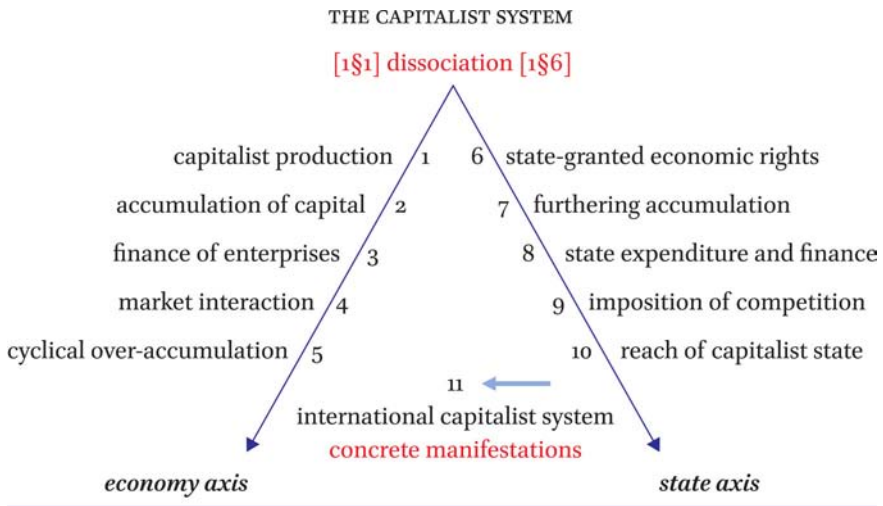 THE CAPITALIST SYSTEM
[1§1] dissociation [1§6]
capitalist production 1 6 state-granted economic rights
accumulation of capital 2 7 furthering accumulation
finance of enterprises 3 8 state expenditure and finance
market interaction 4 9 imposition of competition
cyclical over-accumulation 5 10 reach of capitalist state
11
international capitalist system
concrete manifestations
economy axis state axis